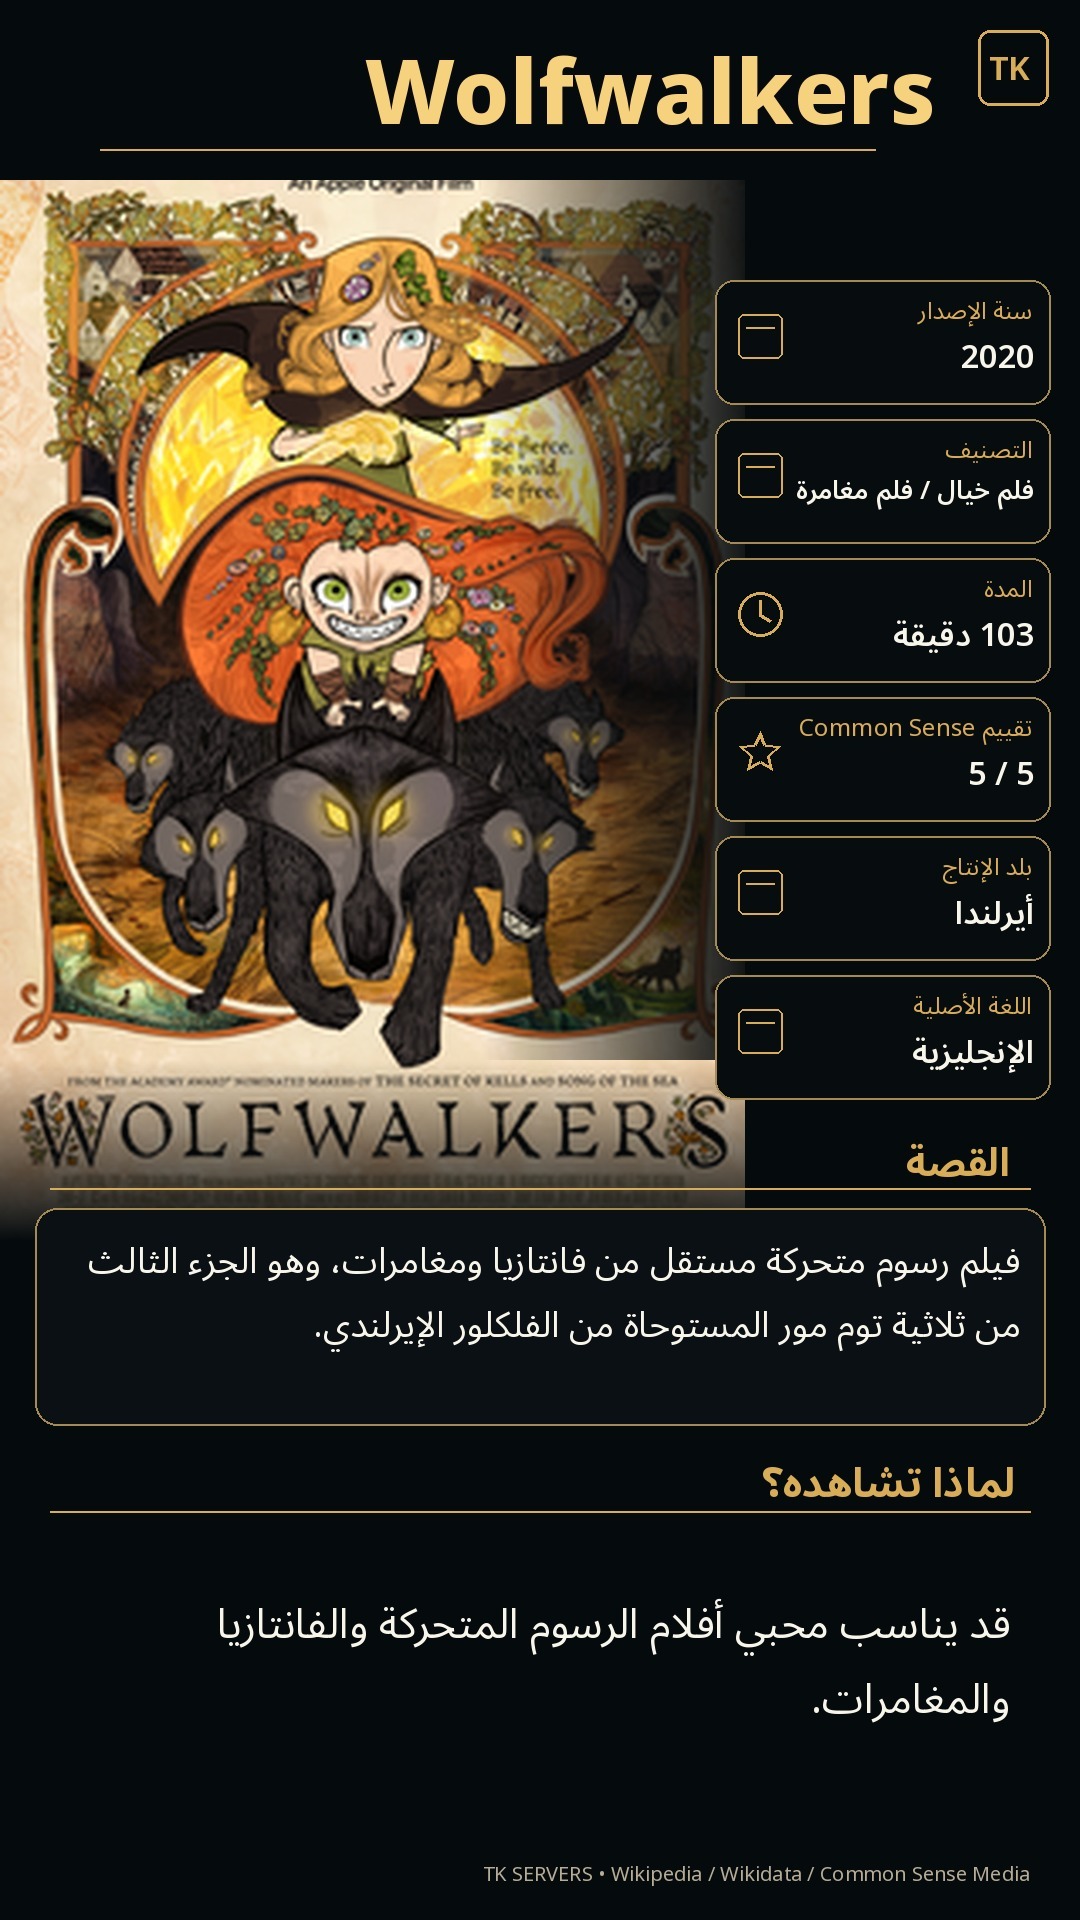 Wolfwalkers
TK
An Apple Original Film
Be fierce.
Be wild.
Be free.
FROM THE ACADEMY AWARD NOMINATED MAKERS OF THE SECRET OF KELLS AND SONG OF THE SEA
WOLFWALKERS
سنة الإصدار
2020
التصنيف
فلم خيال / فلم مغامرة
المدة
103 دقيقة
تقييم Common Sense
5 / 5
بلد الإنتاج
أيرلندا
اللغة الأصلية
الإنجليزية
القصة
فيلم رسوم متحركة مستقل من فانتازيا ومغامرات، وهو الجزء الثالث
من ثلاثية توم مور المستوحاة من الفلكلور الإيرلندي.
لماذا تشاهده؟
قد يناسب محبي أفلام الرسوم المتحركة والفانتازيا
والمغامرات.
TK SERVERS • Wikipedia / Wikidata / Common Sense Media